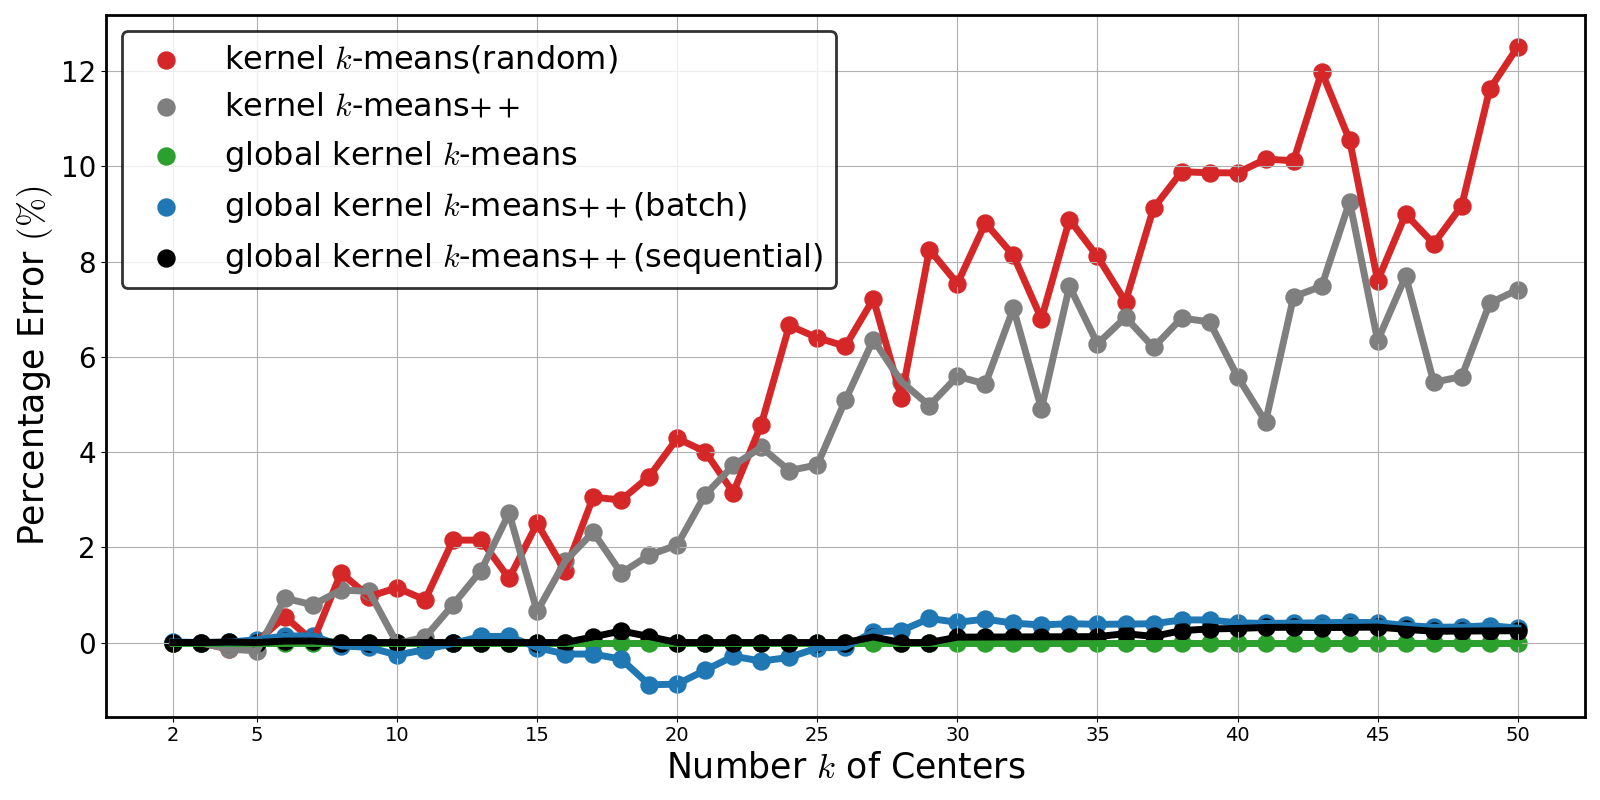 kernel k-means(random)
kernel k-means++
global kernel k-means
global kernel k-means++(batch)
global kernel k-means++(sequential)
Percentage Error (%)
12
10
8
6
4
2
0
2 5 10 15 20 25 30 35 40 45 50
Number k of Centers